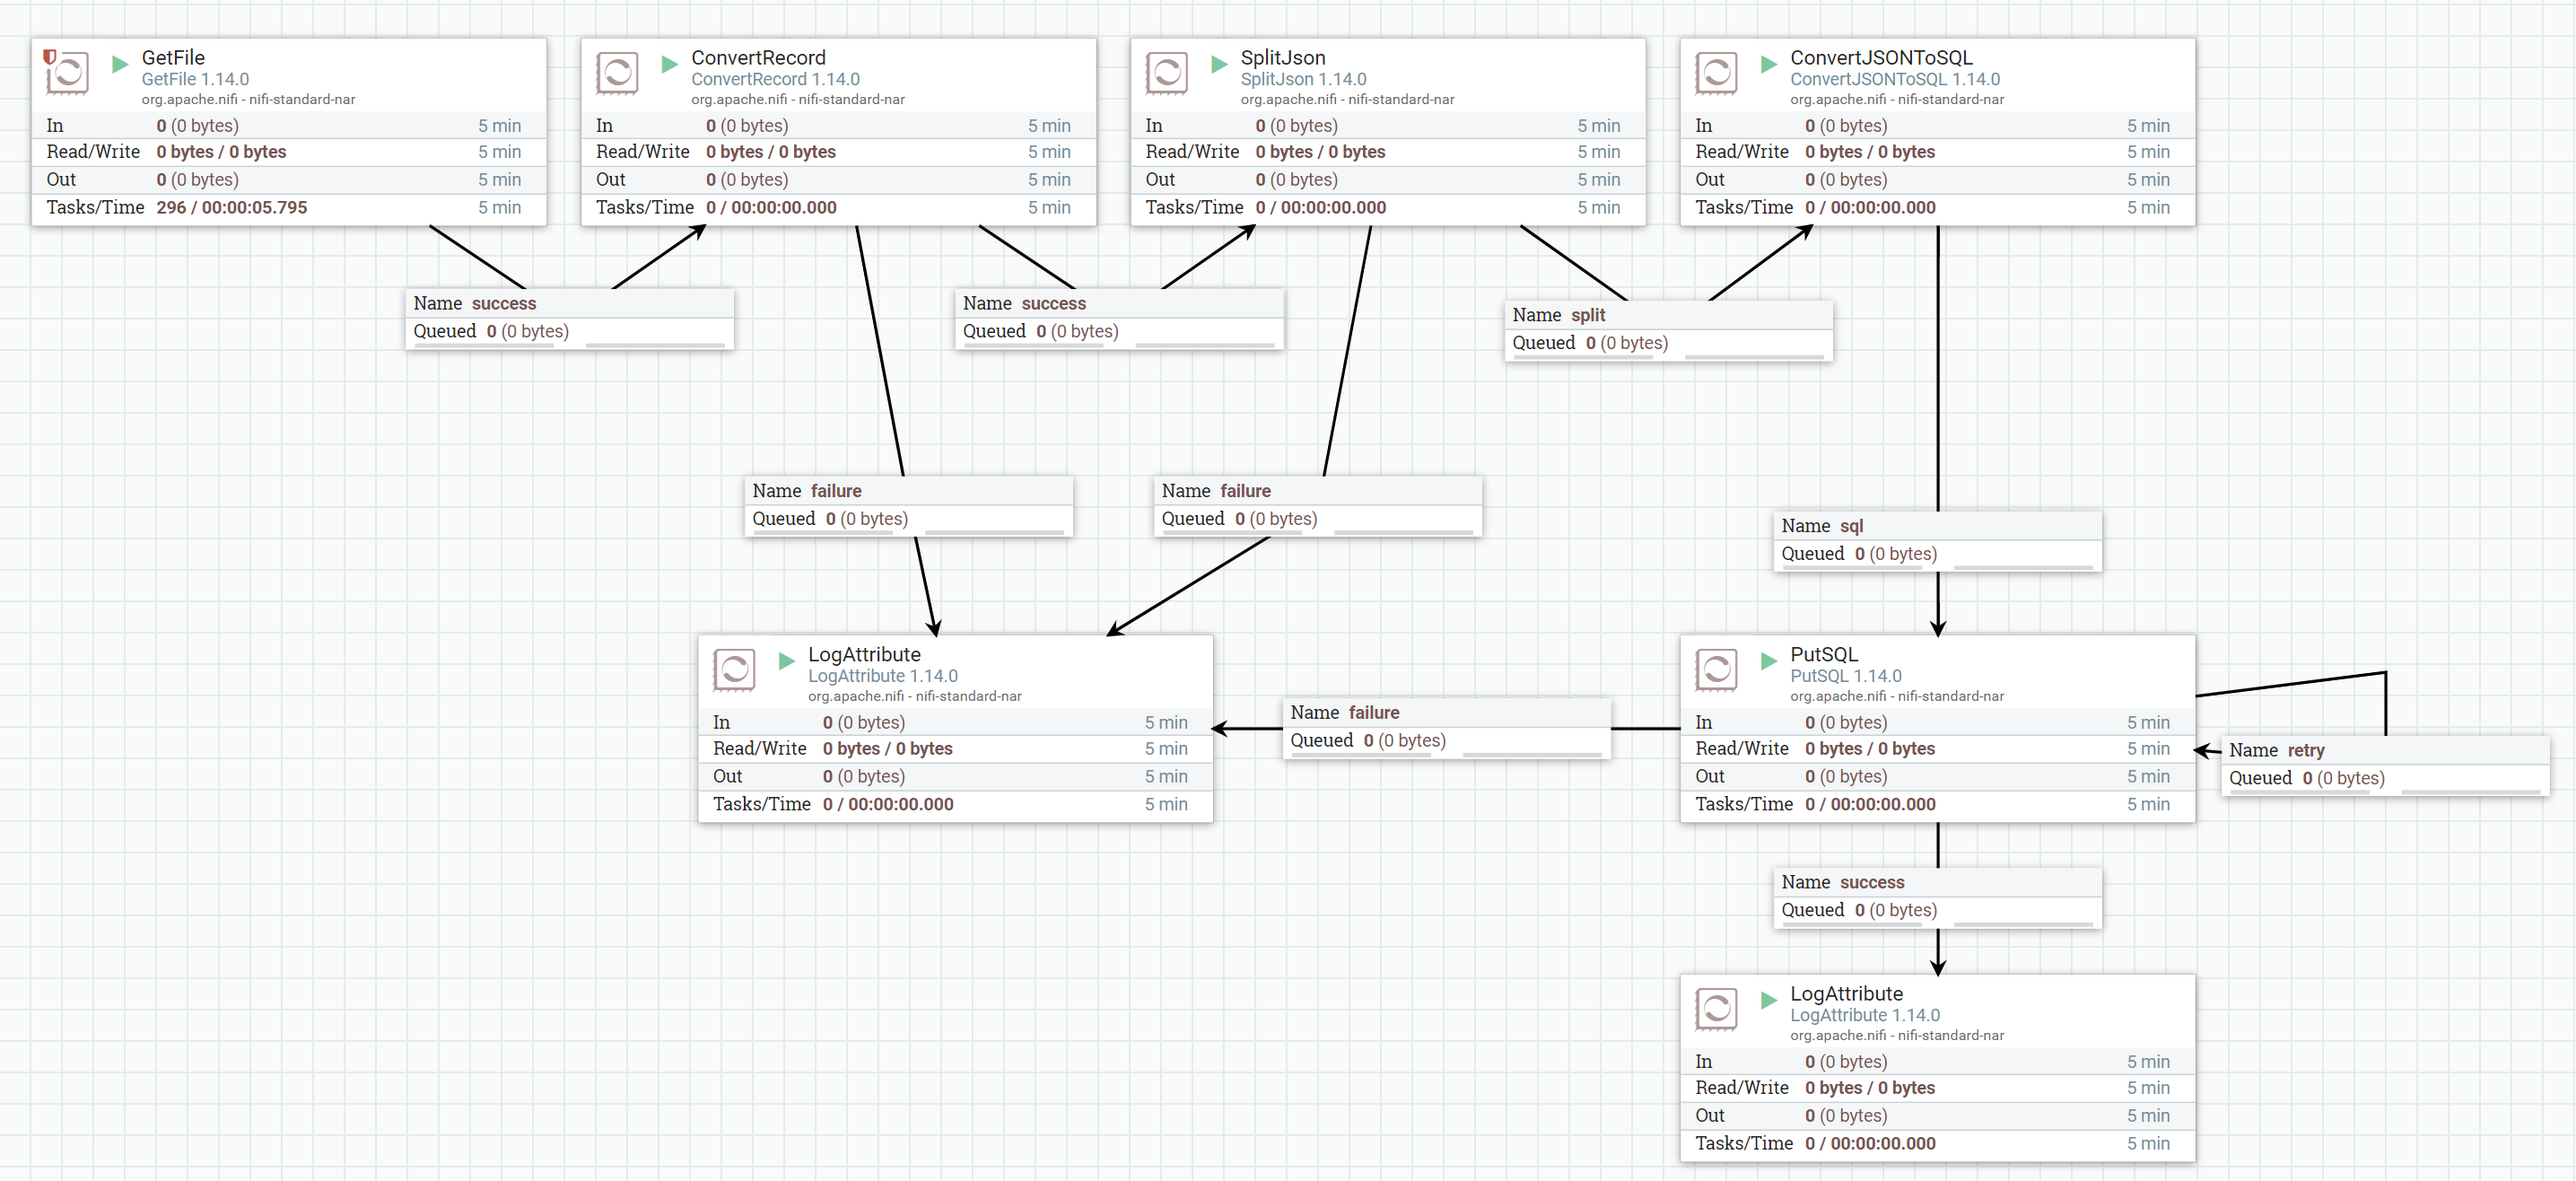 GetFile
GetFile 1.14.0
org.apache.nifi - nifi-standard-nar
In 0 (0 bytes) 5 min
Read/Write 0 bytes / 0 bytes 5 min
Out 0 (0 bytes) 5 min
Tasks/Time 296 / 00:00:05.795 5 min
ConvertRecord
ConvertRecord 1.14.0
org.apache.nifi - nifi-standard-nar
In 0 (0 bytes) 5 min
Read/Write 0 bytes / 0 bytes 5 min
Out 0 (0 bytes) 5 min
Tasks/Time 0 / 00:00:00.000 5 min
SplitJson
SplitJson 1.14.0
org.apache.nifi - nifi-standard-nar
In 0 (0 bytes) 5 min
Read/Write 0 bytes / 0 bytes 5 min
Out 0 (0 bytes) 5 min
Tasks/Time 0 / 00:00:00.000 5 min
ConvertJSONToSQL
ConvertJSONToSQL 1.14.0
org.apache.nifi - nifi-standard-nar
In 0 (0 bytes) 5 min
Read/Write 0 bytes / 0 bytes 5 min
Out 0 (0 bytes) 5 min
Tasks/Time 0 / 00:00:00.000 5 min
Name success
Queued 0 (0 bytes)
Name success
Queued 0 (0 bytes)
Name split
Queued 0 (0 bytes)
Name failure
Queued 0 (0 bytes)
Name failure
Queued 0 (0 bytes)
Name sql
Queued 0 (0 bytes)
LogAttribute
LogAttribute 1.14.0
org.apache.nifi - nifi-standard-nar
In 0 (0 bytes) 5 min
Read/Write 0 bytes / 0 bytes 5 min
Out 0 (0 bytes) 5 min
Tasks/Time 0 / 00:00:00.000 5 min
Name failure
Queued 0 (0 bytes)
PutSQL
PutSQL 1.14.0
org.apache.nifi - nifi-standard-nar
In 0 (0 bytes) 5 min
Read/Write 0 bytes / 0 bytes 5 min
Out 0 (0 bytes) 5 min
Tasks/Time 0 / 00:00:00.000 5 min
Name retry
Queued 0 (0 bytes)
Name success
Queued 0 (0 bytes)
LogAttribute
LogAttribute 1.14.0
org.apache.nifi - nifi-standard-nar
In 0 (0 bytes) 5 min
Read/Write 0 bytes / 0 bytes 5 min
Out 0 (0 bytes) 5 min
Tasks/Time 0 / 00:00:00.000 5 min